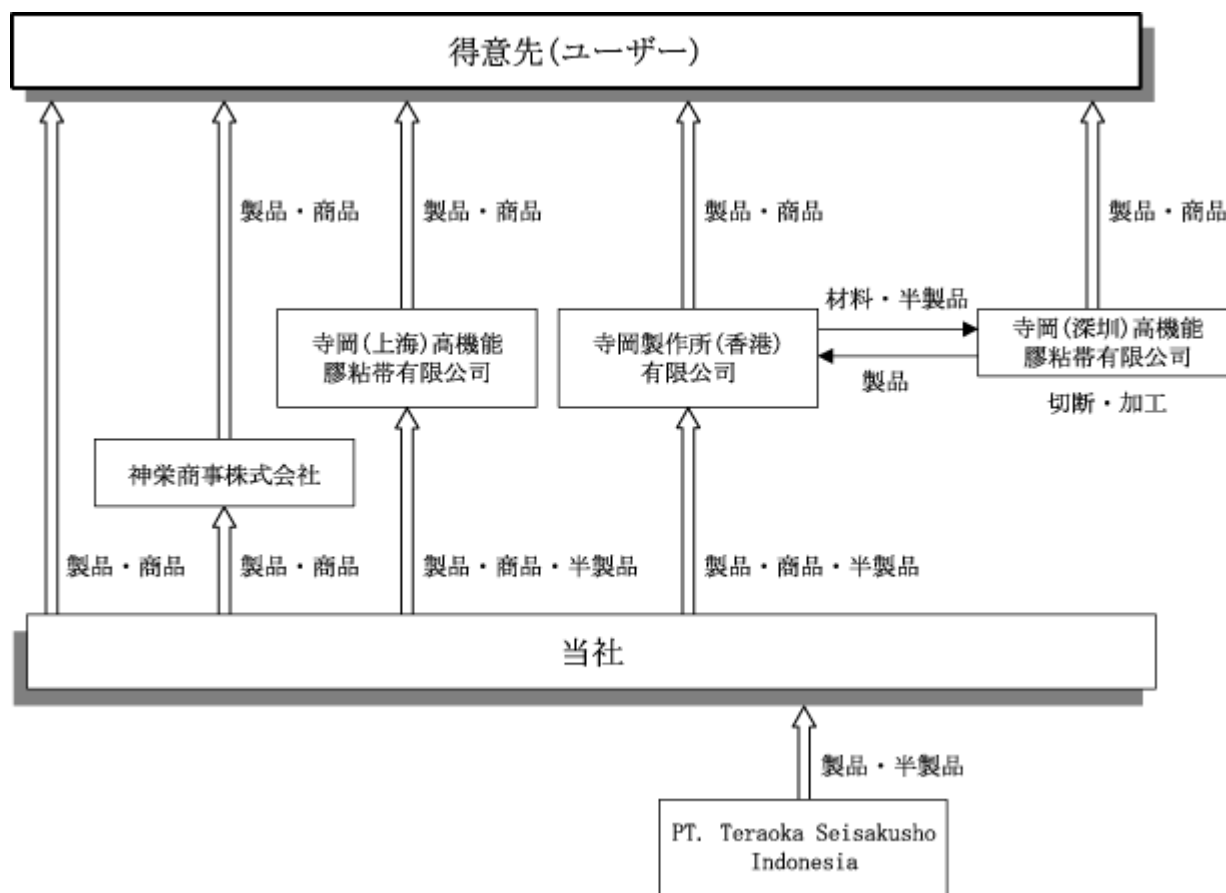 得意先(ユーザー)
製品・商品
製品・商品
製品・商品
製品・商品
材料・半製品
寺岡(上海)高機能
膠粘帯有限公司
寺岡製作所(香港)
有限公司
寺岡(深圳)高機能
膠粘帯有限公司
製品
切断・加工
神栄商事株式会社
製品・商品
製品・商品
製品・商品・半製品
製品・商品・半製品
当社
製品・半製品
PT. Teraoka Seisakusho
Indonesia